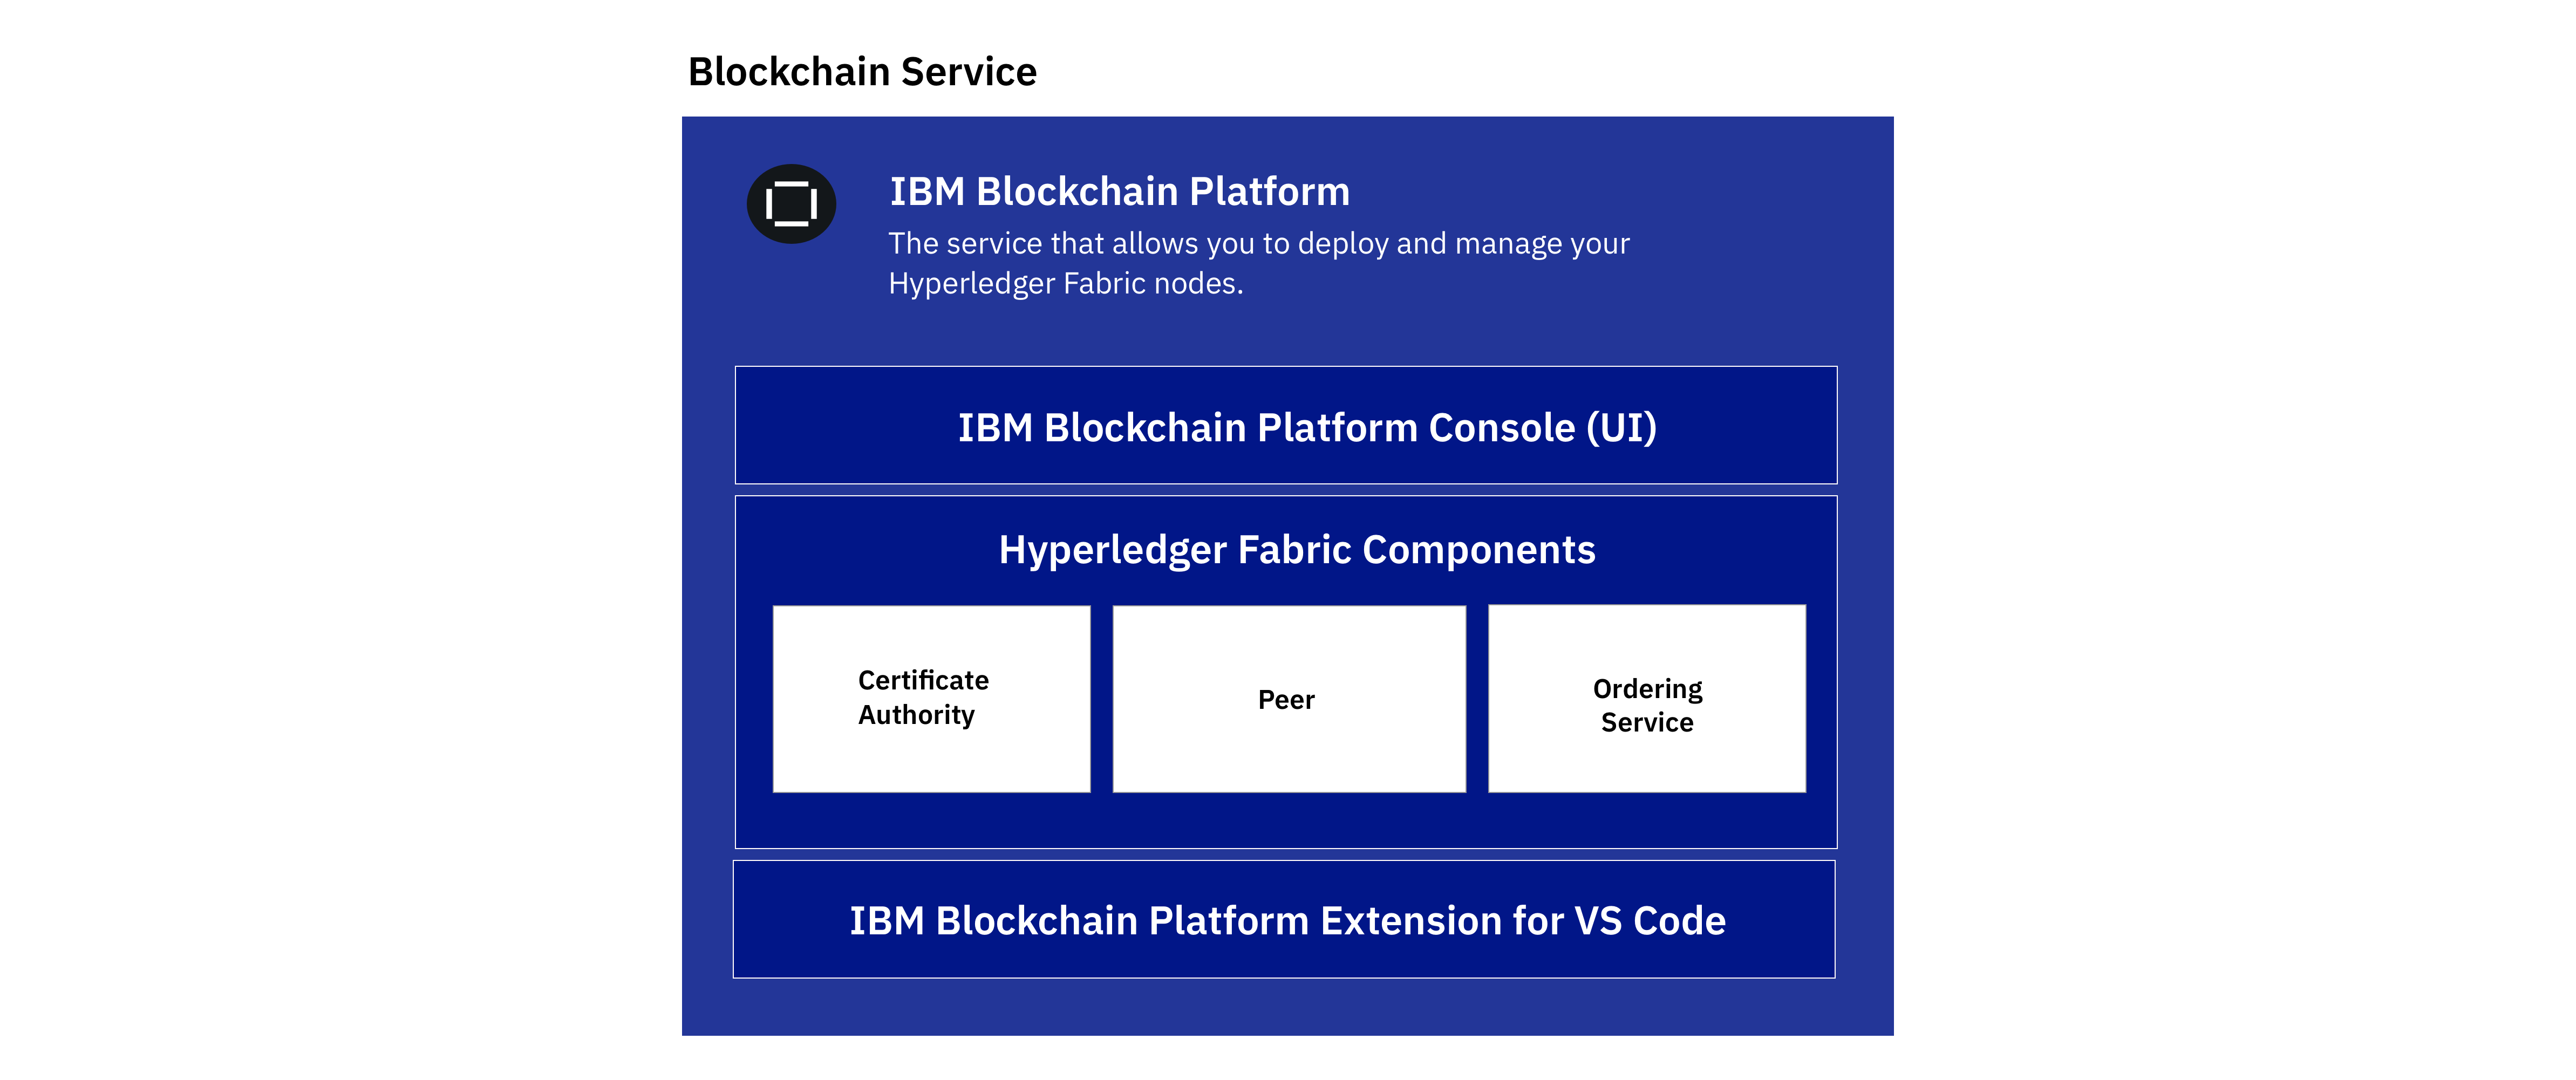 Blockchain Service
IBM Blockchain Platform
The service that allows you to deploy and manage your
Hyperledger Fabric nodes.
IBM Blockchain Platform Console (UI)
Hyperledger Fabric Components
Certificate
Authority
Peer
Ordering
Service
IBM Blockchain Platform Extension for VS Code